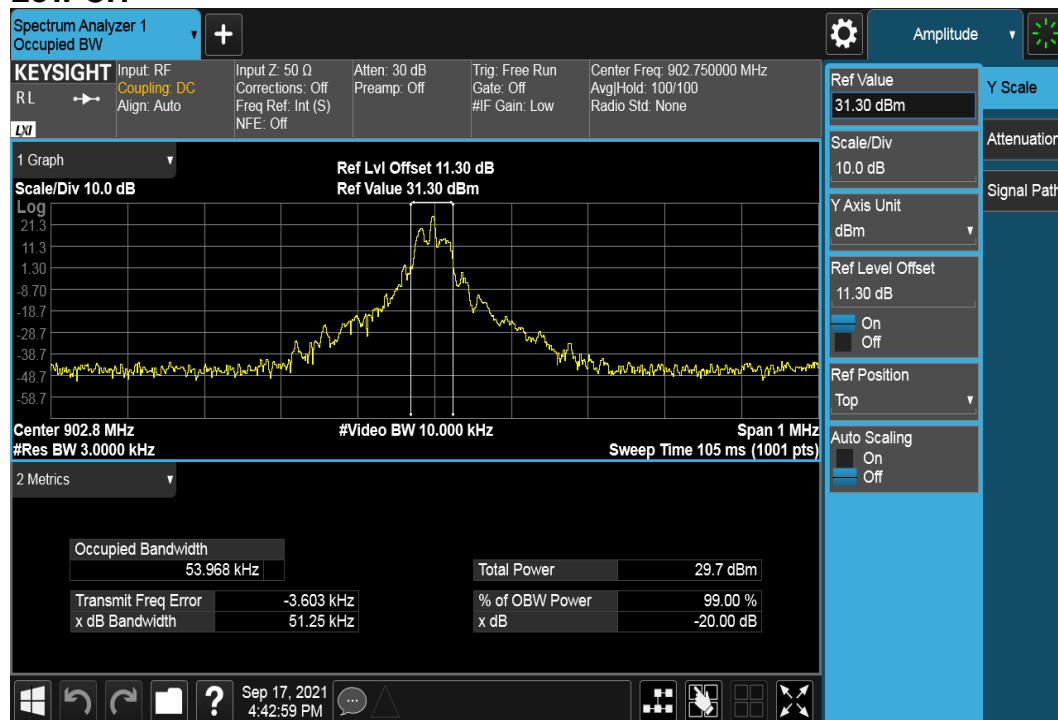 Spectrum Analyzer 1
Occupied BW
+
Amplitude
KEYSIGHT
RL
LXI
Input: RF
Coupling: DC
Align: Auto
Input Z: 50 Ω
Corrections: Off
Freq Ref: Int (S)
NFE: Off
Atten: 30 dB
Preamp: Off
Trig: Free Run
Gate: Off
#IF Gain: Low
Center Freq: 902.750000 MHz
Avg|Hold: 100/100
Radio Std: None
1 Graph
Scale/Div 10.0 dB
Ref Lvl Offset 11.30 dB
Ref Value 31.30 dBm
Log
21.3
11.3
1.30
-8.70
-18.7
-28.7
-38.7
-48.7
-58.7
Center 902.8 MHz
#Video BW 10.000 kHz
Span 1 MHz
#Res BW 3.0000 kHz
Sweep Time 105 ms (1001 pts)
2 Metrics
Occupied Bandwidth
53.968 kHz
Total Power 29.7 dBm
Transmit Freq Error -3.603 kHz
% of OBW Power 99.00 %
x dB Bandwidth 51.25 kHz
x dB -20.00 dB
Ref Value
31.30 dBm
Scale/Div
10.0 dB
Y Axis Unit
dBm
Ref Level Offset
11.30 dB
On
Off
Ref Position
Top
Auto Scaling
On
Off
Y Scale
Attenuation
Signal Path
?
Sep 17, 2021
4:42:59 PM